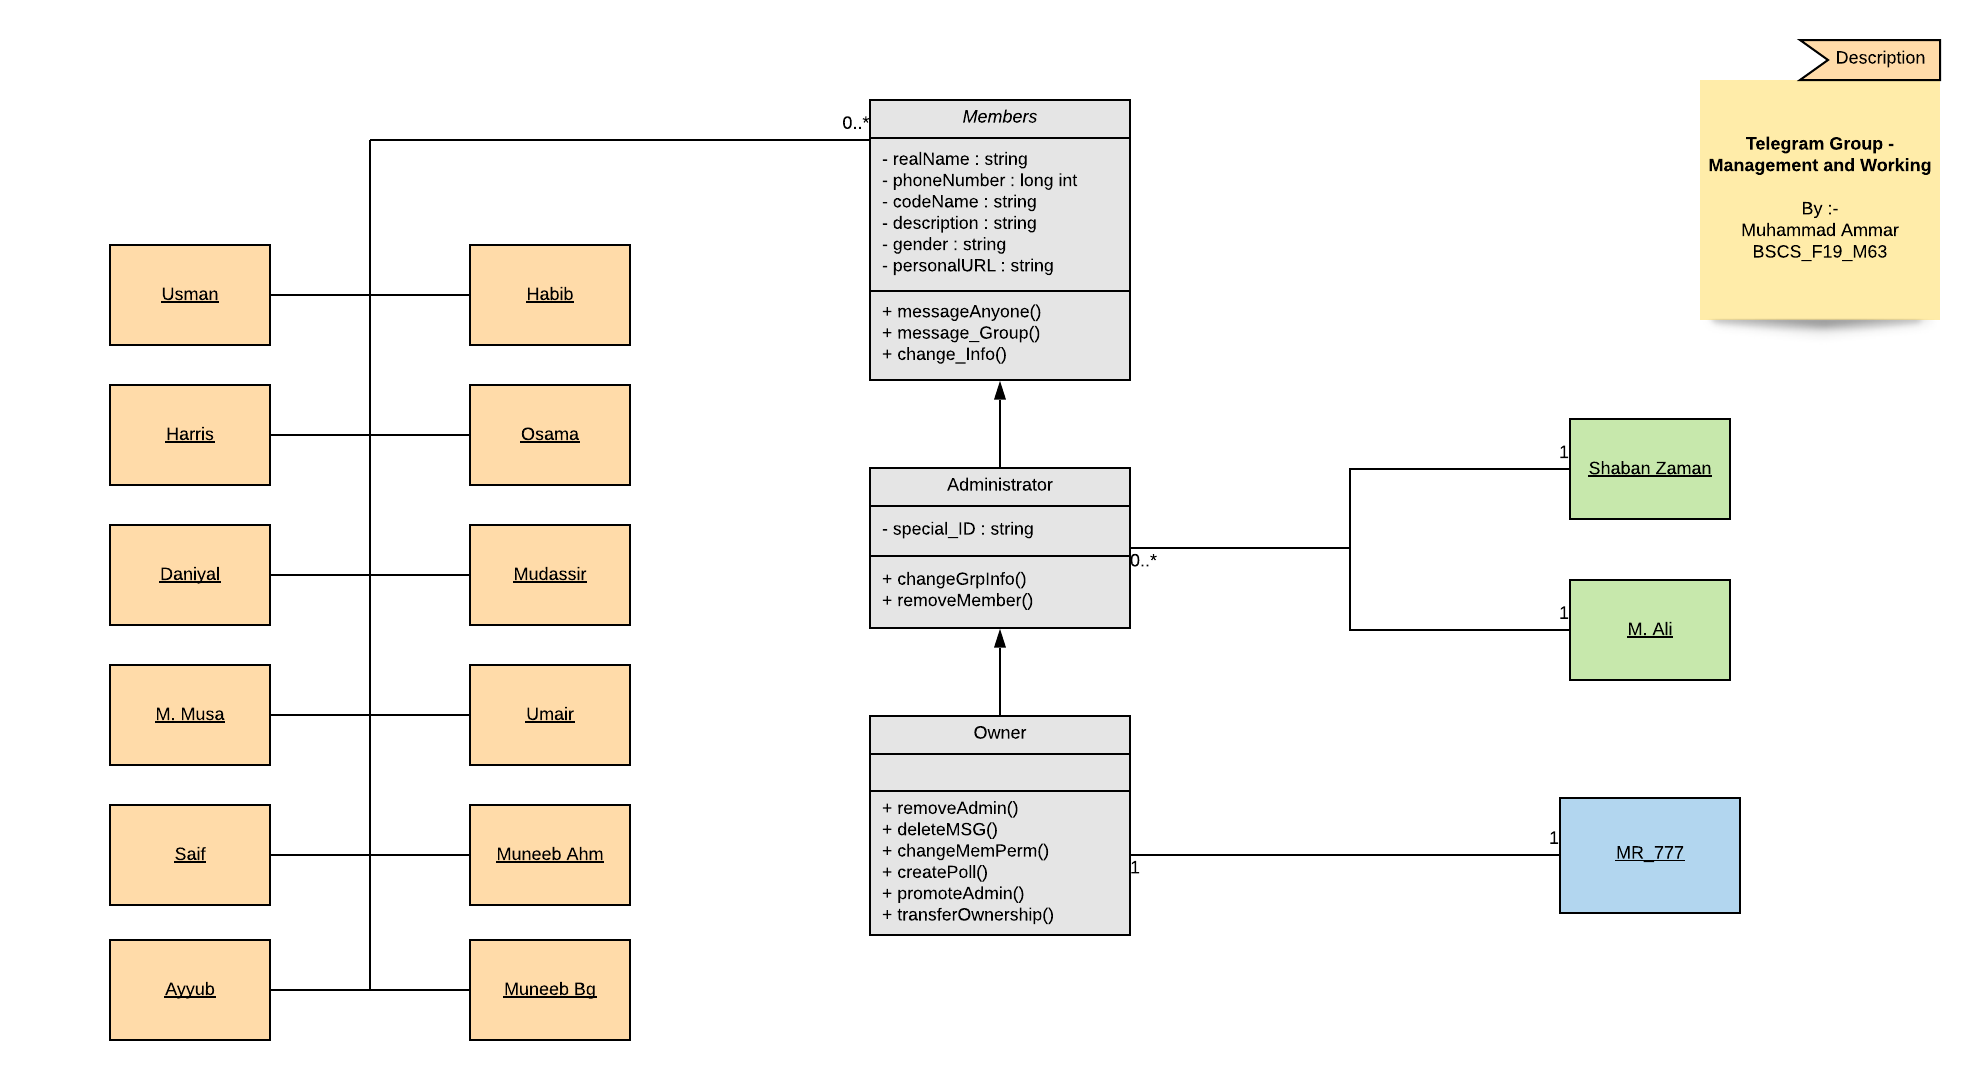 Description
Telegram Group -
Management and Working
By :-
Muhammad Ammar
BSCS_F19_M63
0..*
Members
- realName : string
- phoneNumber : long int
- codeName : string
- description : string
- gender : string
- personalURL : string
+ messageAnyone()
+ message_Group()
+ change_Info()
Usman
Habib
Harris
Osama
Daniyal
Mudassir
M. Musa
Umair
Saif
Muneeb Ahm
Ayyub
Muneeb Bg
Administrator
- special_ID : string
+ changeGrpInfo()
+ removeMember()
0..*
1
Shaban Zaman
1
M. Ali
Owner
+ removeAdmin()
+ deleteMSG()
+ changeMemPerm()
+ createPoll()
+ promoteAdmin()
+ transferOwnership()
1
1
MR_777